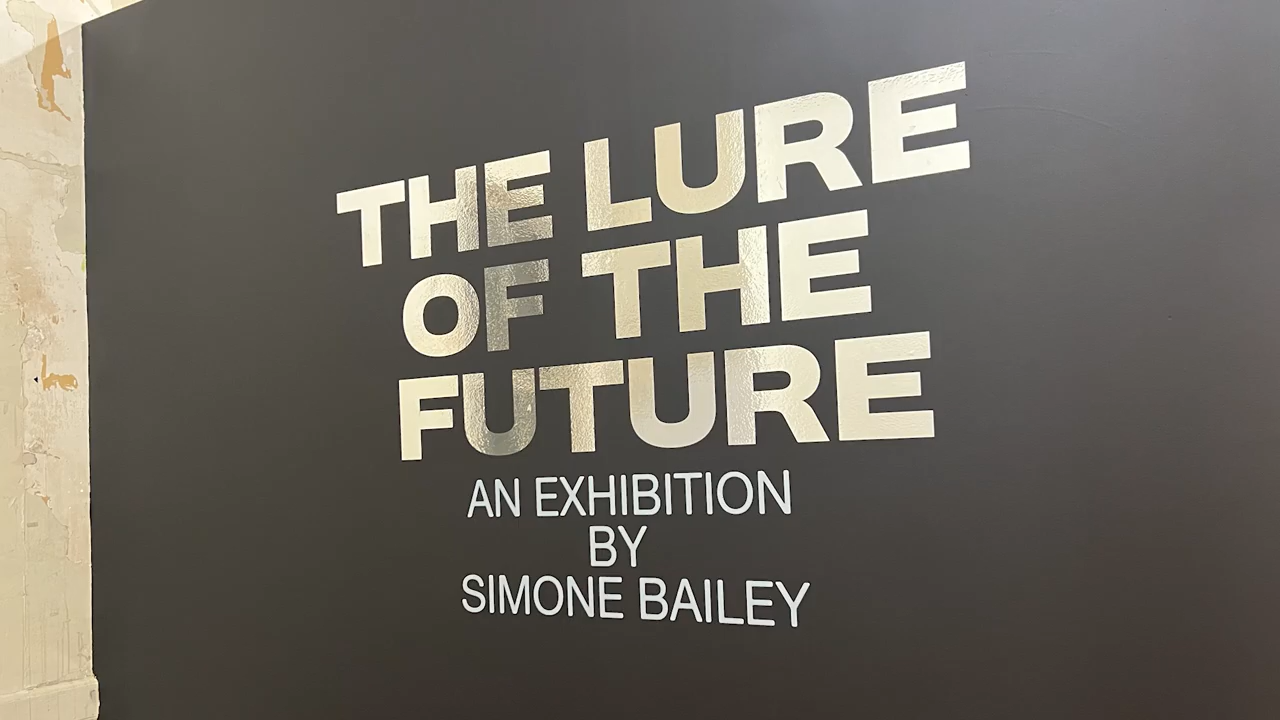 THE LURE
OF THE
FUTURE
AN EXHIBITION
BY
SIMONE BAILEY